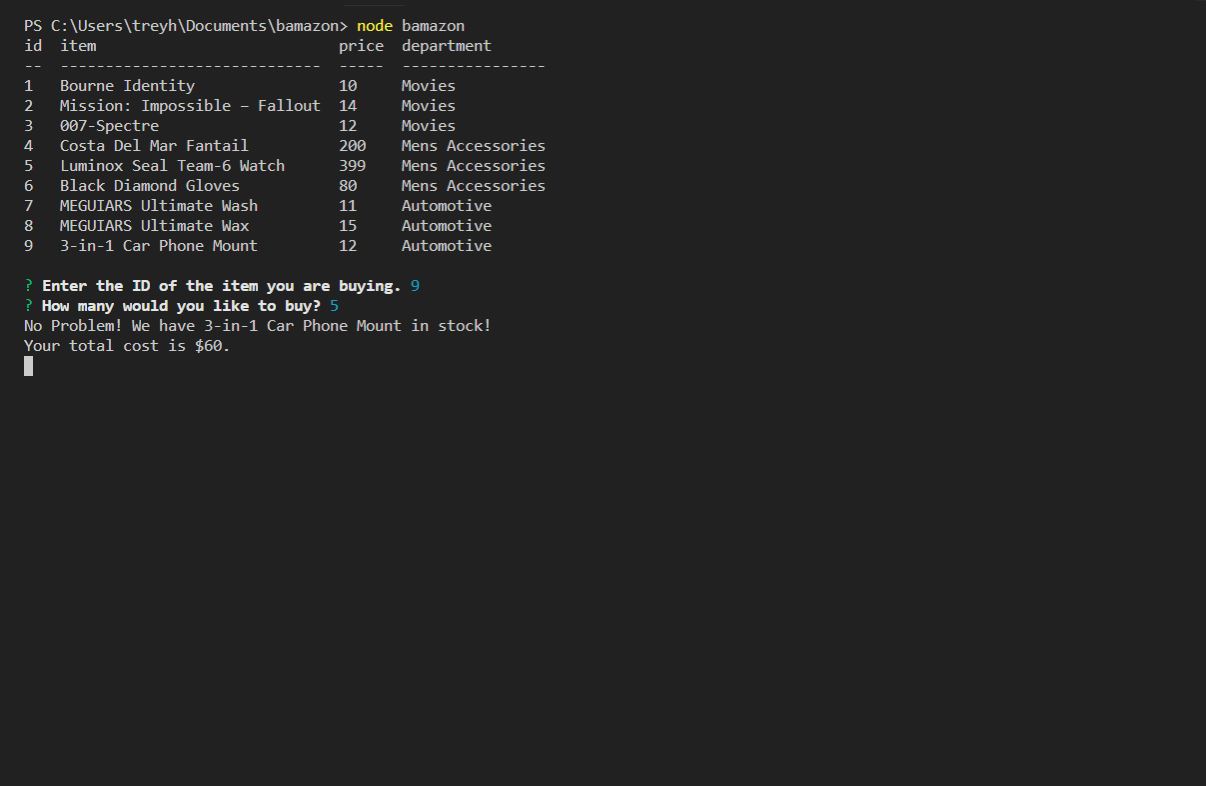 PS C:\Users\treyh\Documents\bamazon> node bamazon
id  item                           price  department
--  -----------------------------  -----  ----------------
1   Bourne Identity                10     Movies
2   Mission: Impossible – Fallout  14     Movies
3   007-Spectre                    12     Movies
4   Costa Del Mar Fantail          200    Mens Accessories
5   Luminox Seal Team-6 Watch      399    Mens Accessories
6   Black Diamond Gloves           80     Mens Accessories
7   MEGUIARS Ultimate Wash         11     Automotive
8   MEGUIARS Ultimate Wax          15     Automotive
9   3-in-1 Car Phone Mount         12     Automotive
? Enter the ID of the item you are buying. 9
? How many would you like to buy? 5
No Problem! We have 3-in-1 Car Phone Mount in stock!
Your total cost is $60.